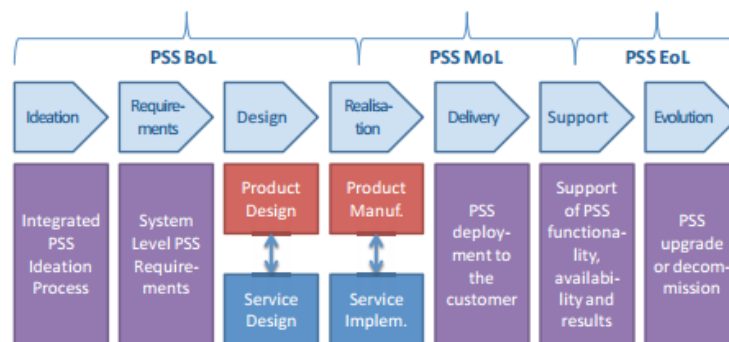 PSS BoL
PSS MoL
PSS EoL
Ideation
Require-
ments
Design
Realisa-
tion
Delivery
Support
Evolution
Integrated
PSS
Ideation
Process
System
Level PSS
Require-
ments
Product
Design
Service
Design
Product
Manuf.
Service
Implem.
PSS
deploy-
ment to
the
customer
Support
of PSS
functiona-
lity,
availabi-
lity and
results
PSS
upgrade
or decom-
mission